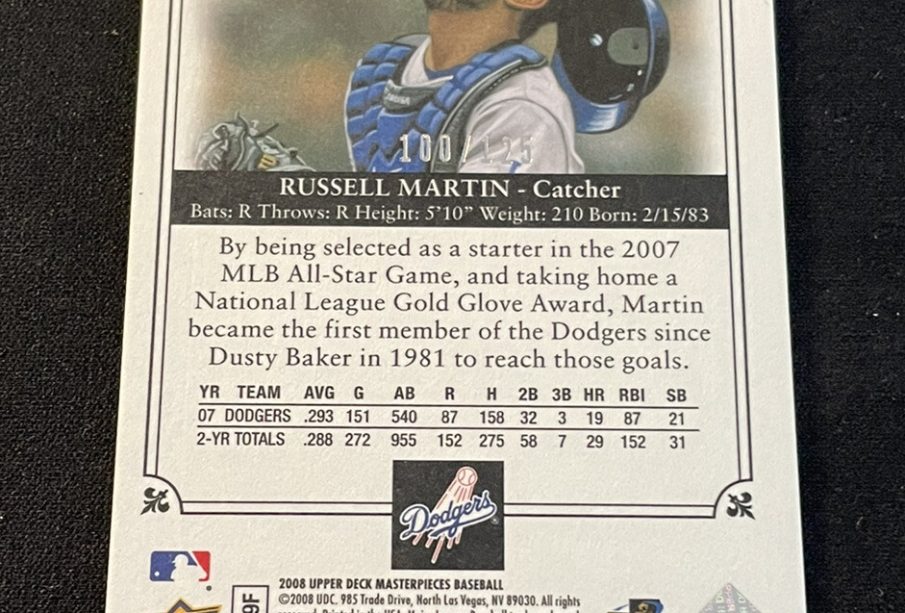 100/125
RUSSELL MARTIN - Catcher
Bats: R Throws: R Height: 5'10" Weight: 210 Born: 2/15/83
By being selected as a starter in the 2007
MLB All-Star Game, and taking home a
National League Gold Glove Award, Martin
became the first member of the Dodgers since
Dusty Baker in 1981 to reach those goals.
YR TEAM AVG G AB R H 2B 3B HR RBI SB
07 DODGERS .293 151 540 87 158 32 3 19 87 21
2-YR TOTALS .288 272 955 152 275 58 7 29 152 31
Dodgers
2008 UPPER DECK MASTERPIECES BASEBALL
©2008 UDC. 985 Trade Drive, North Las Vegas, NV 89030. All rights